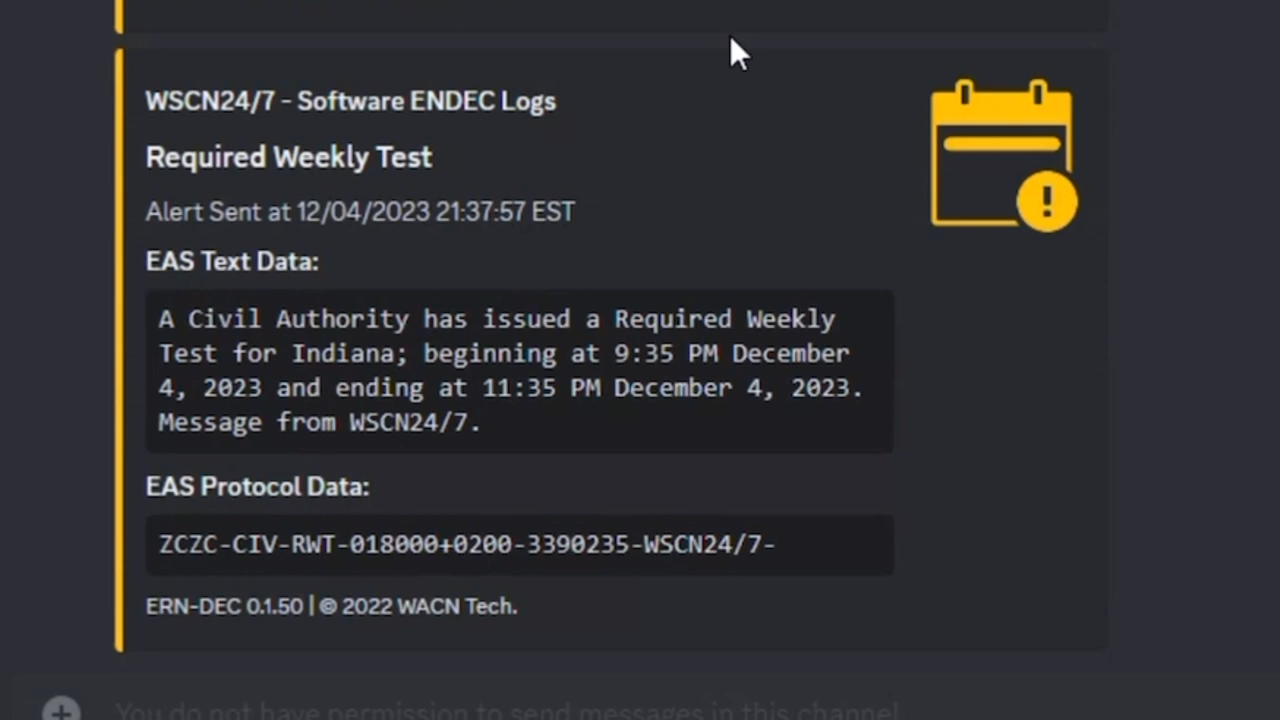 WSCN24/7 - Software ENDEC Logs
Required Weekly Test
Alert Sent at 12/04/2023 21:37:57 EST
EAS Text Data:
A Civil Authority has issued a Required Weekly
Test for Indiana; beginning at 9:35 PM December
4, 2023 and ending at 11:35 PM December 4, 2023.
Message from WSCN24/7.
EAS Protocol Data:
ZCZC-CIV-RWT-018000+0200-3390235-WSCN24/7-
ERN-DEC 0.1.50 | © 2022 WACN Tech.
You do not have permission to send messages in this channel